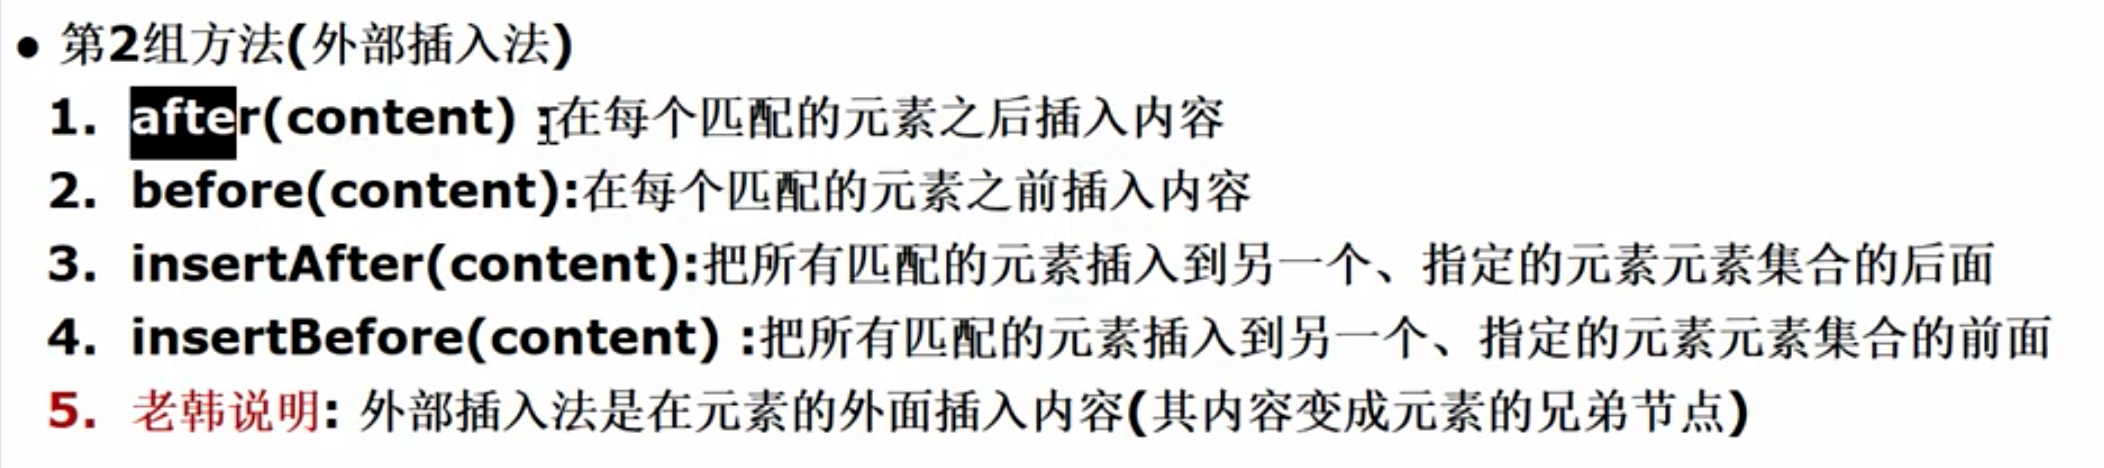 ● 第2组方法(外部插入法)
1. after(content) :在每个匹配的元素之后插入内容
2. before(content):在每个匹配的元素之前插入内容
3. insertAfter(content):把所有匹配的元素插入到另一个、指定的元素元素集合的后面
4. insertBefore(content) :把所有匹配的元素插入到另一个、指定的元素元素集合的前面
5. 老韩说明: 外部插入法是在元素的外面插入内容(其内容变成元素的兄弟节点)